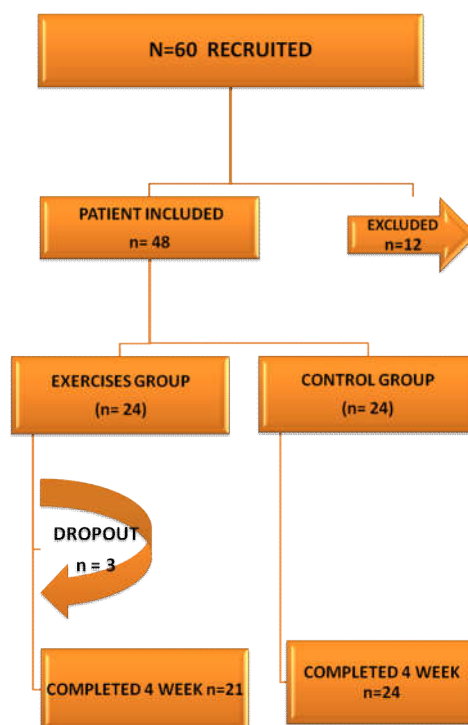 N=60 RECRUITED
PATIENT INCLUDED
n= 48
EXCLUDED
n=12
EXERCISES GROUP
(n= 24)
CONTROL GROUP
(n= 24)
DROPOUT
n = 3
COMPLETED 4 WEEK n=21
COMPLETED 4 WEEK
n=24